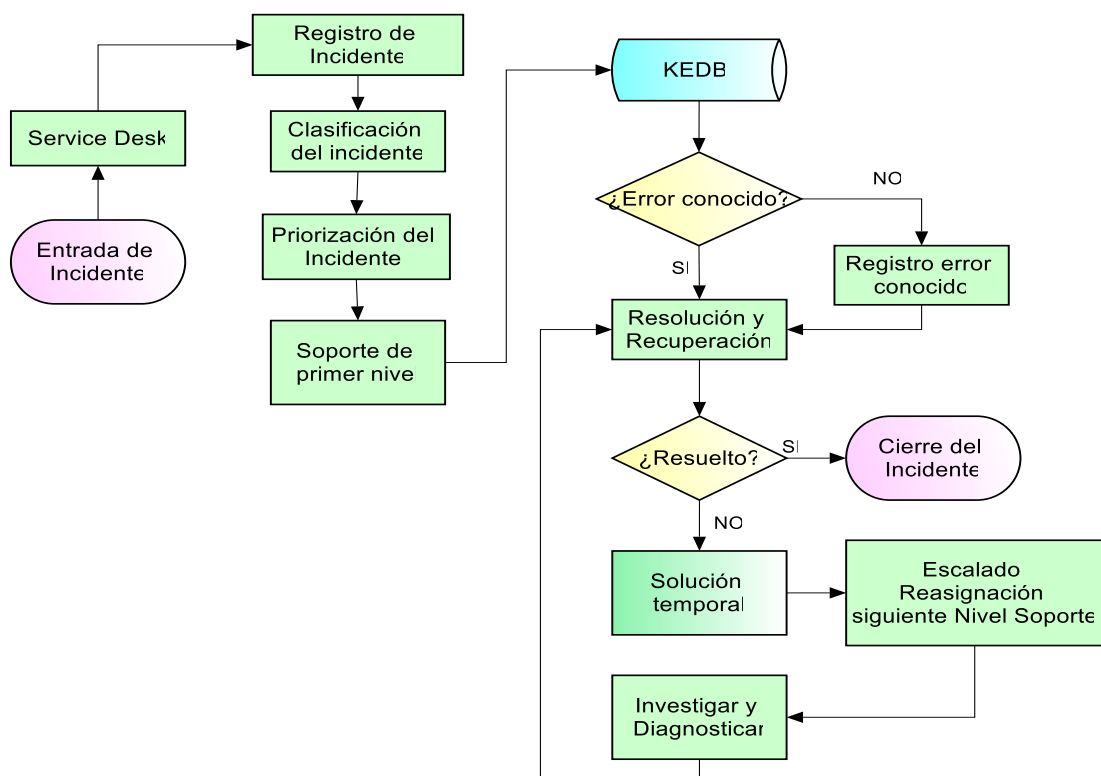 Registro de
Incidente
Service Desk
Clasificación
del incidente
Entrada de
Incidente
Priorización del
Incidente
Soporte de
primer nivel
KEDB
¿Error conocido?
NO
SI
Registro error
conocido
Resolución y
Recuperación
¿Resuelto?
SI
Cierre del
Incidente
NO
Solución
temporal
Escalado
Reasignación
siguiente Nivel Soporte
Investigar y
Diagnosticar